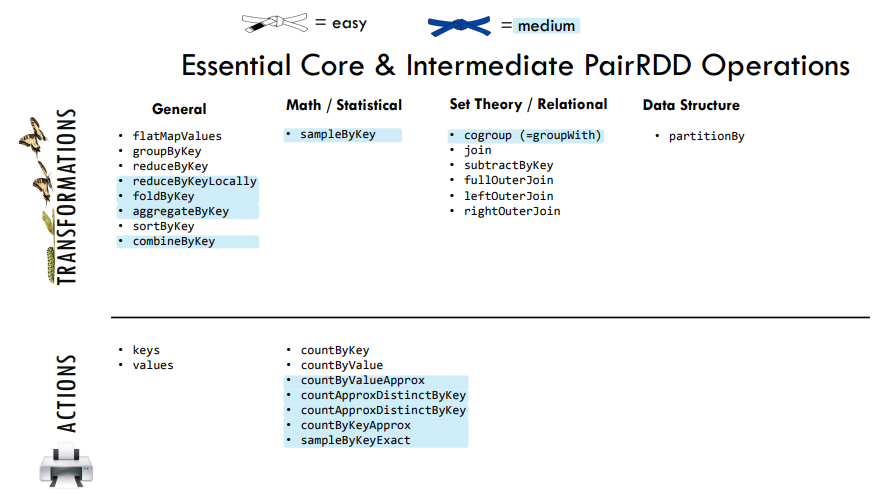 = easy
= medium
Essential Core & Intermediate PairRDD Operations
TRANSFORMATIONS
General
• flatMapValues
• groupByKey
• reduceByKey
• reduceByKeyLocally
• foldByKey
• aggregateByKey
• sortByKey
• combineByKey
Math / Statistical
• sampleByKey
Set Theory / Relational
• cogroup (=groupWith)
• join
• subtractByKey
• fullOuterJoin
• leftOuterJoin
• rightOuterJoin
Data Structure
• partitionBy
ACTIONS
• keys
• values
• countByKey
• countByValue
• countByValueApprox
• countApproxDistinctByKey
• countApproxDistinctByKey
• countByKeyApprox
• sampleByKeyExact